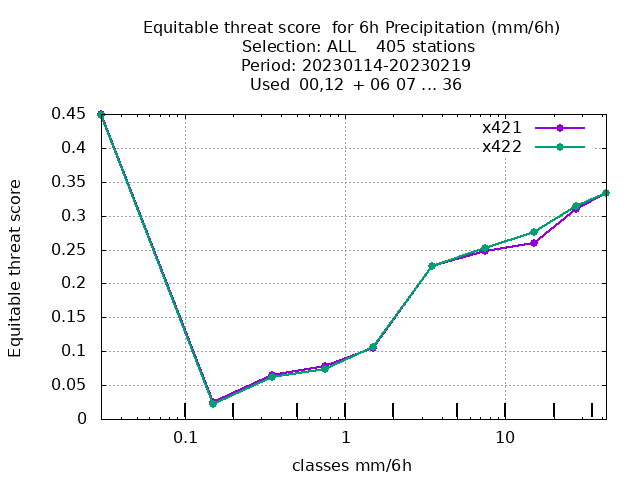 Equitable threat score  for 6h Precipitation (mm/6h)
Selection: ALL    405 stations
Period: 20230114-20230219
Used  00,12  + 06 07 ... 36
x421
x422
0.45
0.4
0.35
0.3
0.25
0.2
0.15
0.1
0.05
0
Equitable threat score
0.1
1
10
classes mm/6h